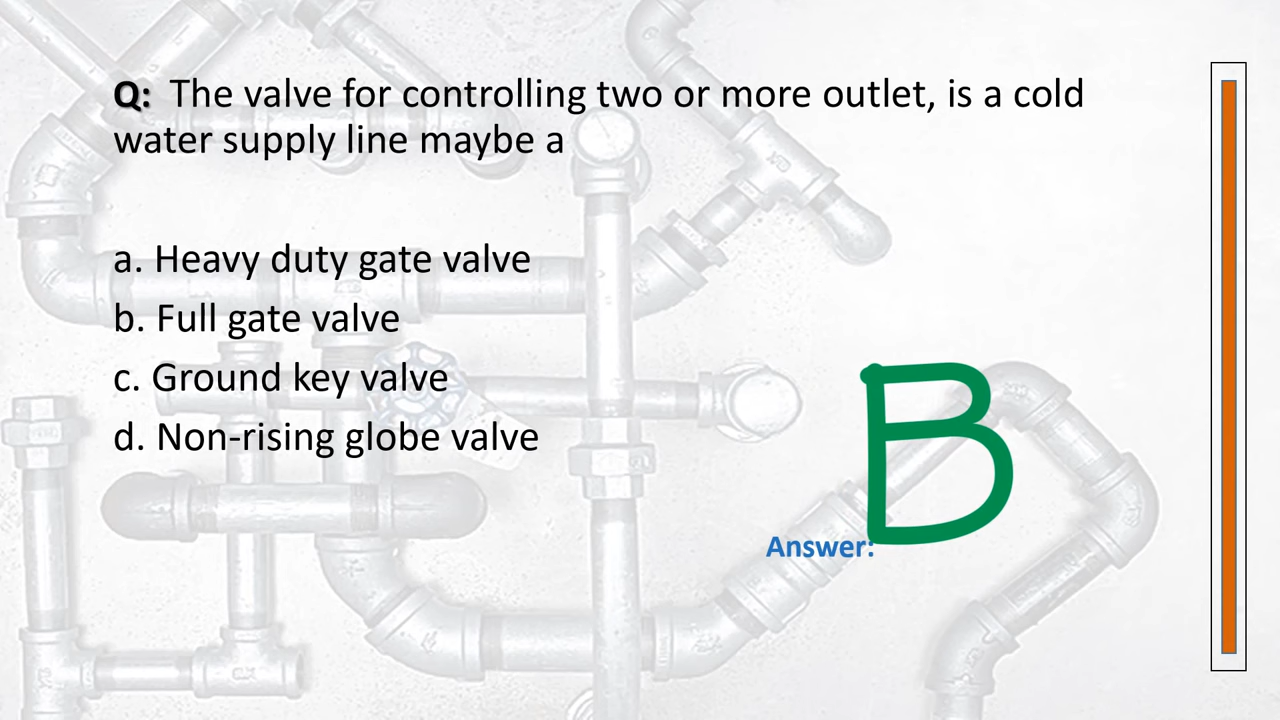 Q: The valve for controlling two or more outlet, is a cold
water supply line maybe a
a. Heavy duty gate valve
b. Full gate valve
c. Ground key valve
d. Non-rising globe valve
B
Answer: